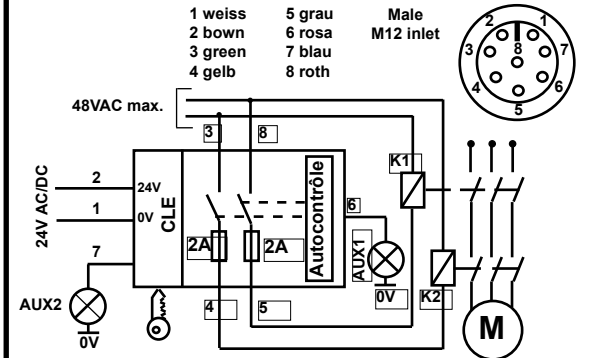 1 weiss 5 grau
2 bown 6 rosa
3 green 7 blau
4 gelb 8 roth
Male
M12 inlet
2 1
3 8 7
4 6
5
48VAC max.
3 8
K1
24V AC/DC
2 24V
1 0V
CLE
2A 2A
Autocontrôle
6
7
AUX1
0V
K2
AUX2
0V
4 5
M